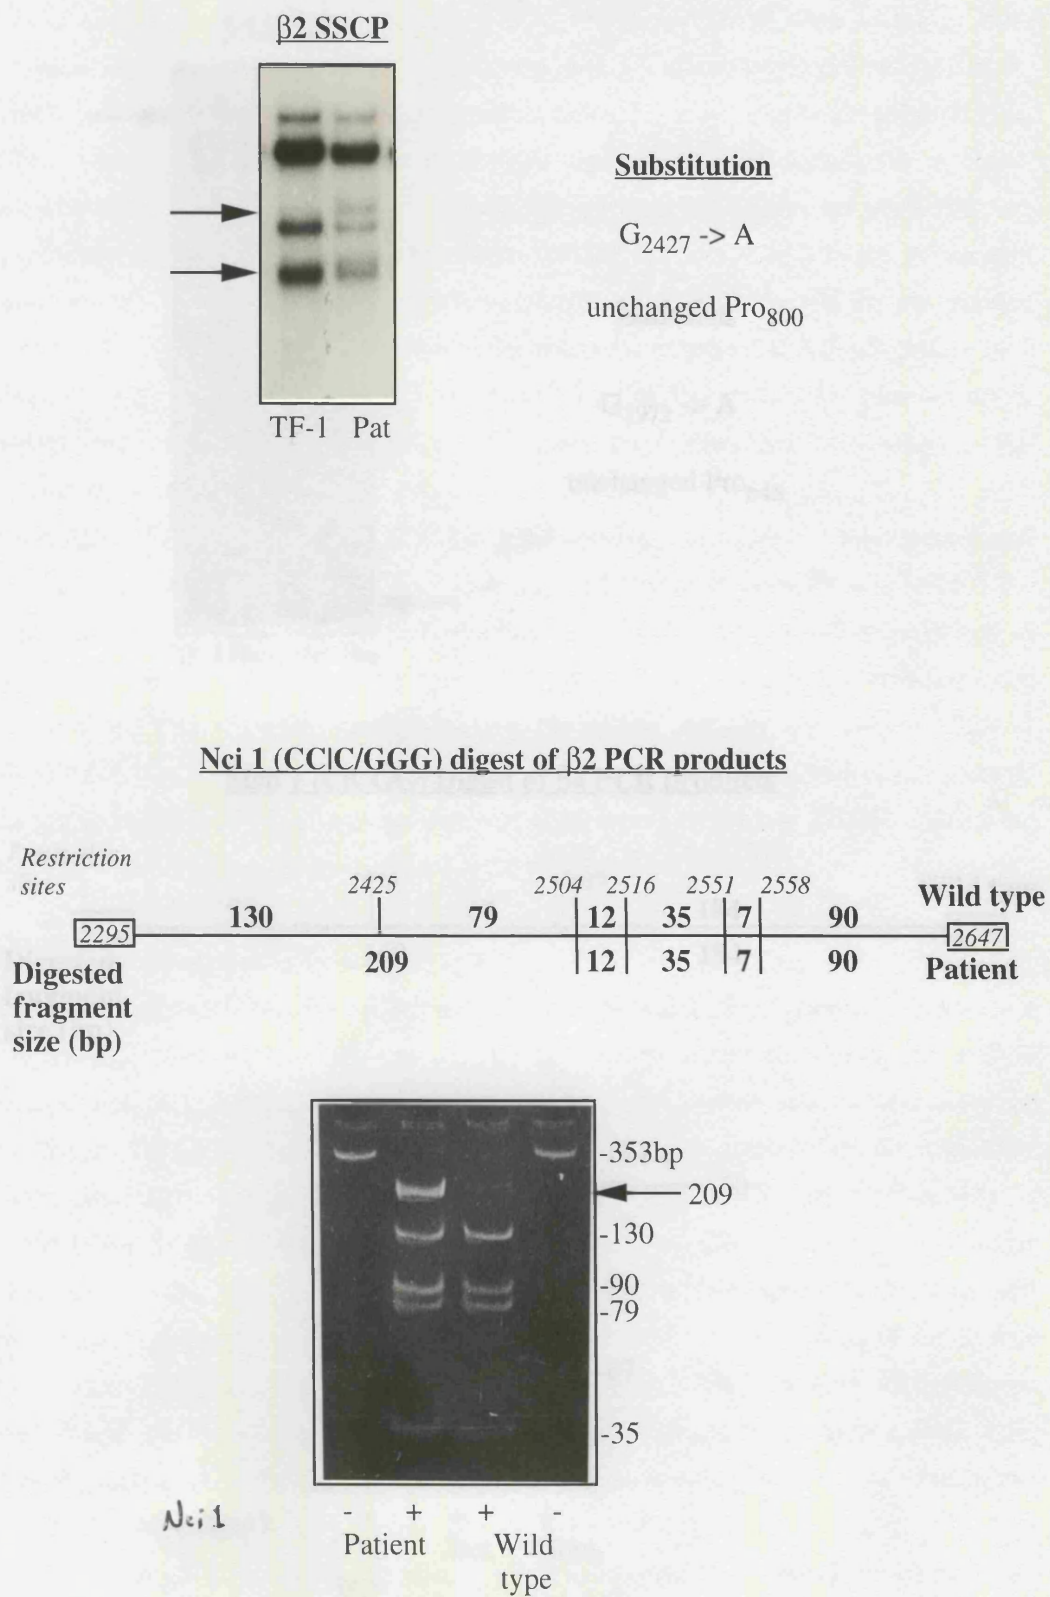 β2 SSCP
TF-1 Pat
Substitution
G2427 -> A
unchanged Pro800
Nci 1 (CC|C/GGG) digest of β2 PCR products
Restriction
sites
2425 2504 2516 2551 2558
Wild type
130 79 12 35 7 90
2295 2647
209 12 35 7 90
Patient
Digested
fragment
size (bp)
-353bp
209
-130
-90
-79
-35
Nci 1 - + + -
Patient Wild
type